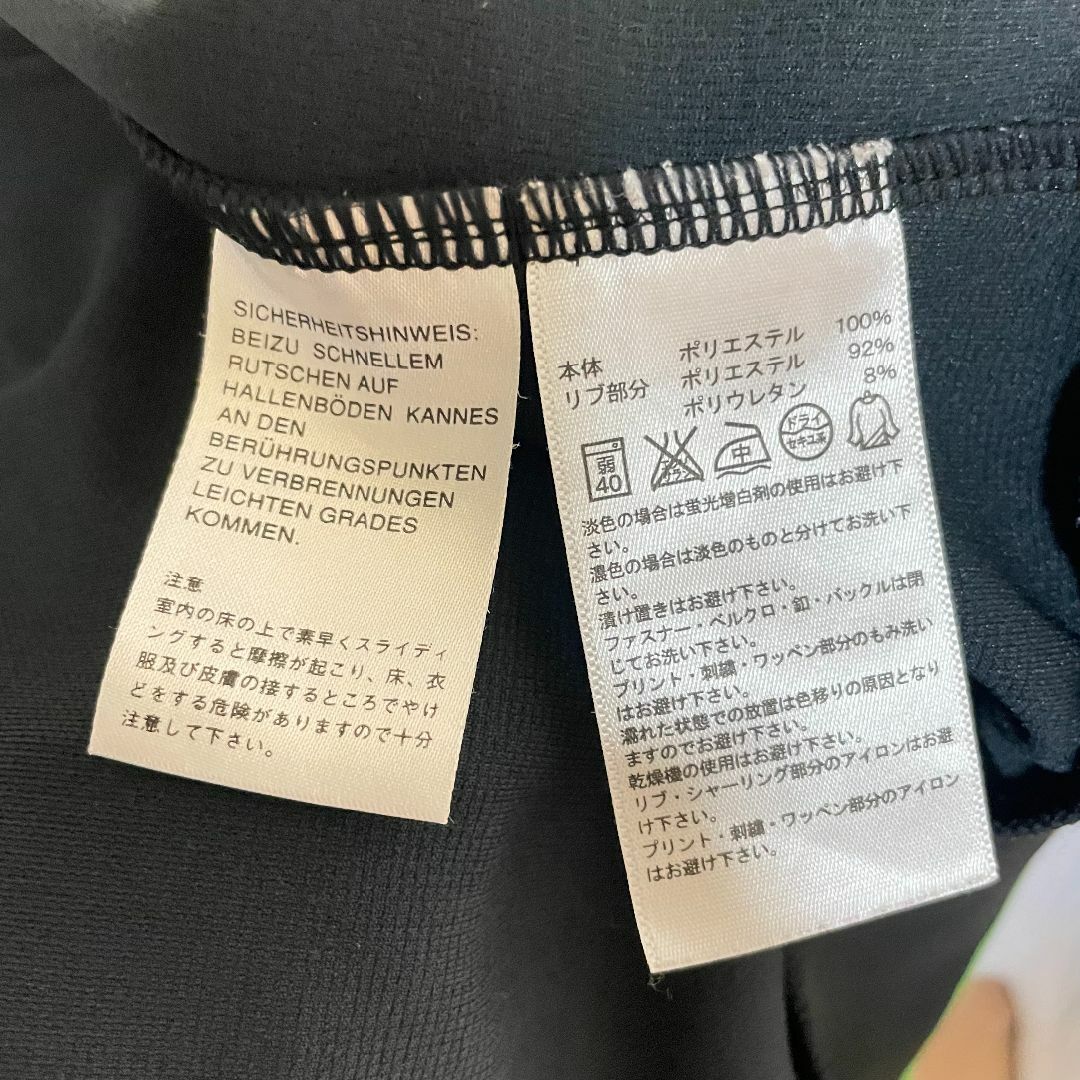 SICHERHEITSHINWEIS:
BEIZU SCHNELLEM
RUTSCHEN AUF
HALLENBÖDEN KANNES
AN DEN
BERÜHRUNGSPUNKTEN
ZU VERBRENNUNGEN
LEICHTEN GRADES
KOMMEN.
注意
室内の床の上で素早くスライディ
ングすると摩擦が起こり、床、衣
服及び皮膚の接するところでやけ
どをする危険がありますので十分
注意して下さい。
本体 ポリエステル 100%
リブ部分 ポリエステル 92%
ポリウレタン 8%
弱 40
中
ドライ
セキユ系
淡色の場合は蛍光増白剤の使用はお避け下
さい。
濃色の場合は淡色のものと分けてお洗い下
さい。
漬け置きはお避け下さい。
ファスナー・ベルクロ・釦・バックルは閉
じてお洗い下さい。
プリント・刺繍・ワッペン部分のもみ洗い
はお避け下さい。
濡れた状態での放置は色移りの原因となり
ますのでお避け下さい。
乾燥機の使用はお避け下さい。
リブ・シャーリング部分のアイロンはお避
け下さい。
プリント・刺繍・ワッペン部分のアイロン
はお避け下さい。